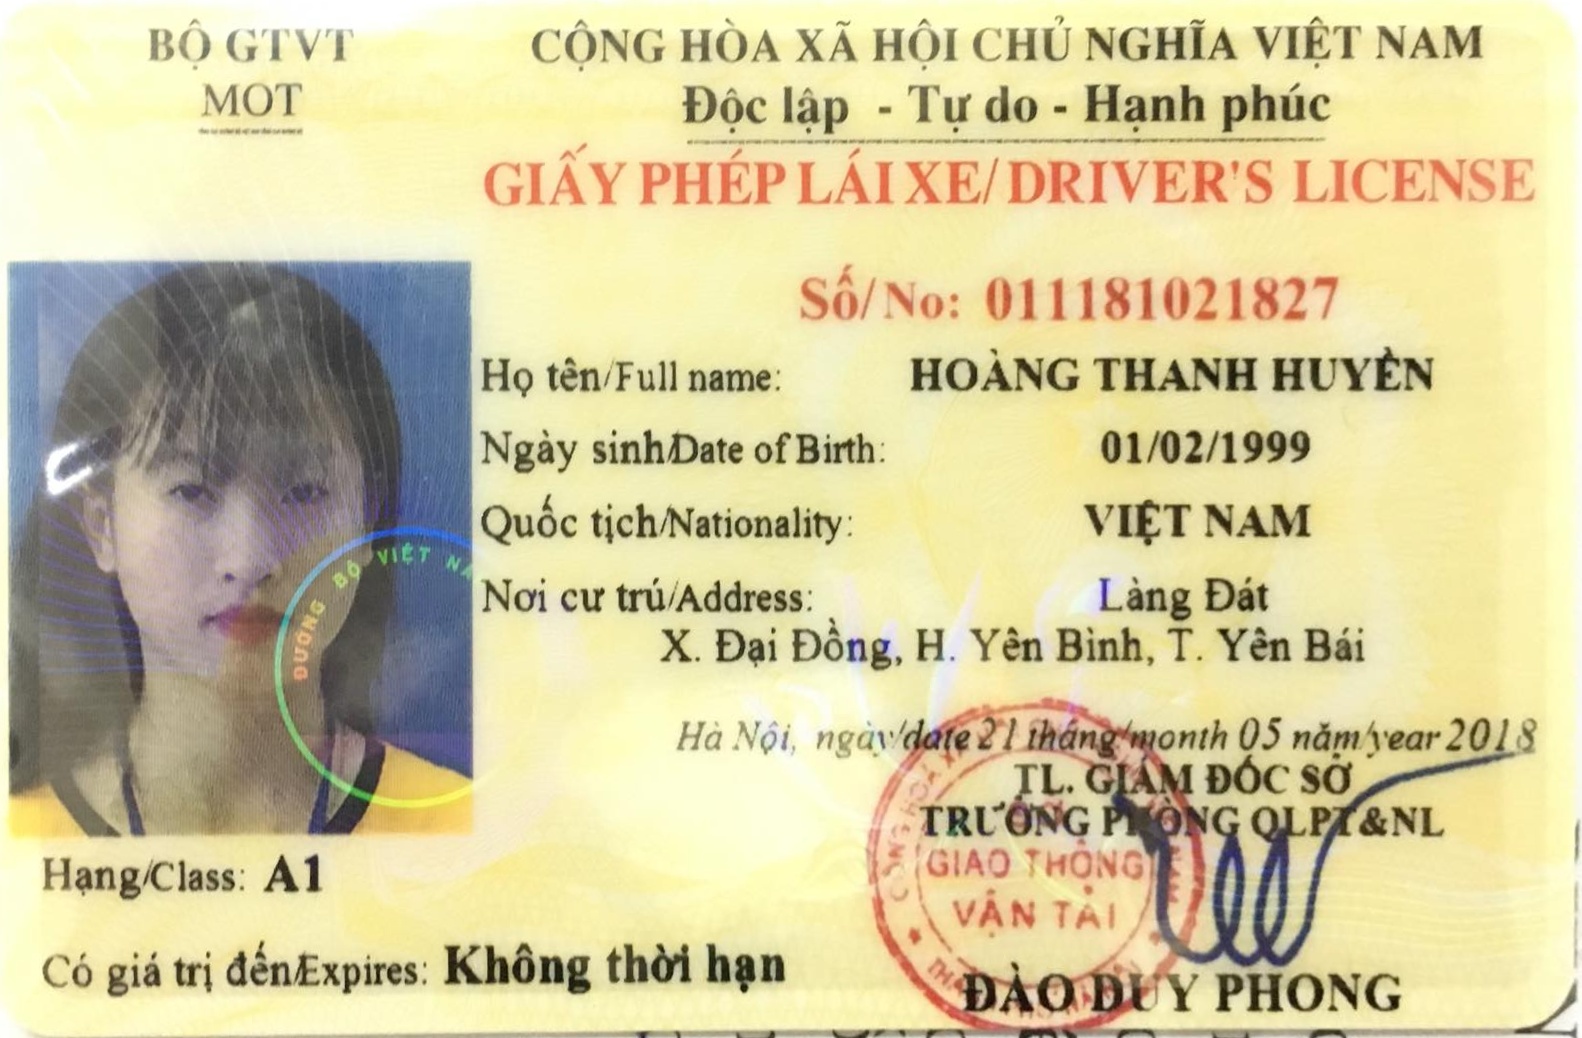 BỘ GTVT
MOT
CỘNG HÒA XÃ HỘI CHỦ NGHĨA VIỆT NAM
Độc lập - Tự do - Hạnh phúc
GIẤY PHÉP LÁI XE/DRIVER'S LICENSE
Số/No: 011181021827
Họ tên/Full name: HOÀNG THANH HUYỀN
Ngày sinh/Date of Birth: 01/02/1999
Quốc tịch/Nationality: VIỆT NAM
Nơi cư trú/Address: Làng Đát
X. Đại Đồng, H. Yên Bình, T. Yên Bái
ĐƯỜNG BỘ VIỆT NA
Hà Nội, ngày/date 21 tháng/month 05 năm/year 2018
TL. GIÁM ĐỐC SỞ
TRƯỞNG PHÒNG QLPT&NL
GIAO THÔNG
VẬN TẢI
Hạng/Class: A1
Có giá trị đến/Expires: Không thời hạn
ĐÀO DUY PHONG